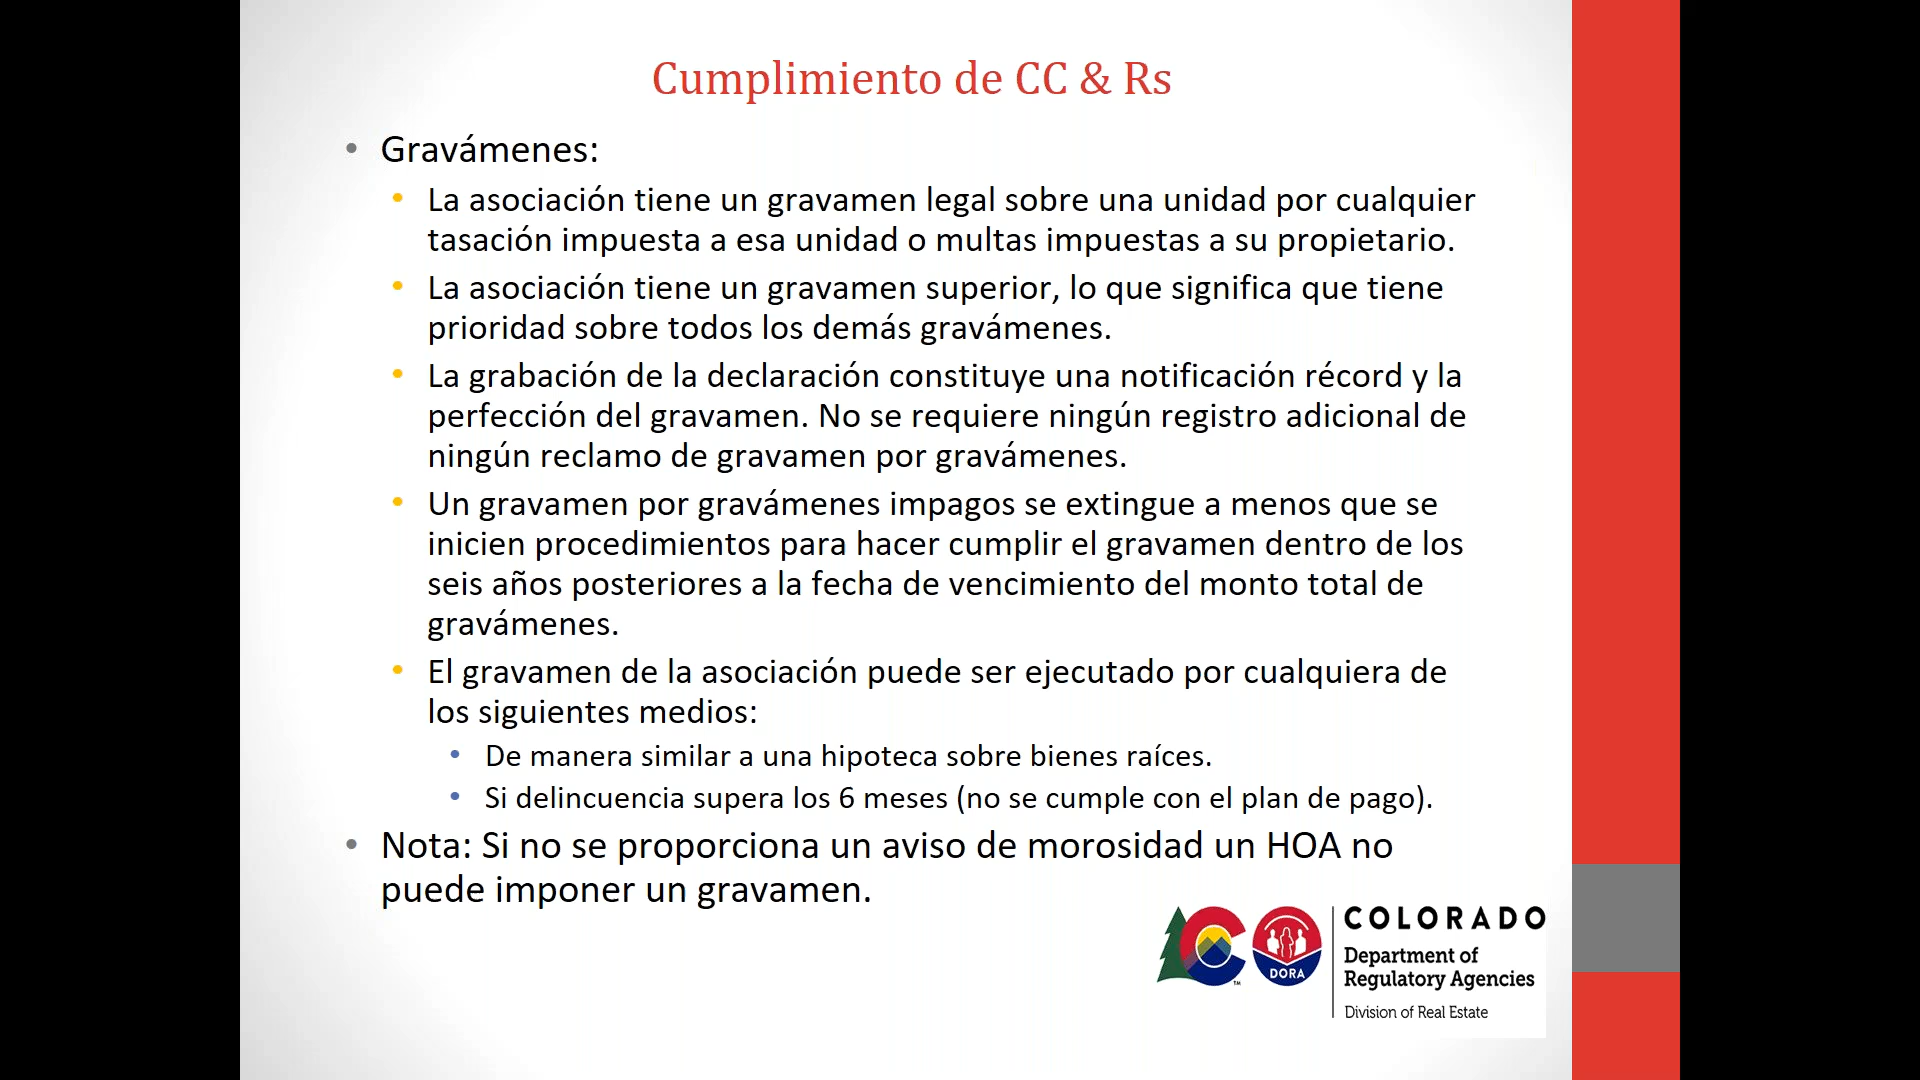 Cumplimiento de CC & Rs
• Gravámenes:
• La asociación tiene un gravamen legal sobre una unidad por cualquier
tasación impuesta a esa unidad o multas impuestas a su propietario.
• La asociación tiene un gravamen superior, lo que significa que tiene
prioridad sobre todos los demás gravámenes.
• La grabación de la declaración constituye una notificación récord y la
perfección del gravamen. No se requiere ningún registro adicional de
ningún reclamo de gravamen por gravámenes.
• Un gravamen por gravámenes impagos se extingue a menos que se
inicien procedimientos para hacer cumplir el gravamen dentro de los
seis años posteriores a la fecha de vencimiento del monto total de
gravámenes.
• El gravamen de la asociación puede ser ejecutado por cualquiera de
los siguientes medios:
• De manera similar a una hipoteca sobre bienes raíces.
• Si delincuencia supera los 6 meses (no se cumple con el plan de pago).
• Nota: Si no se proporciona un aviso de morosidad un HOA no
puede imponer un gravamen.
TM
DORA
COLORADO
Department of
Regulatory Agencies
Division of Real Estate